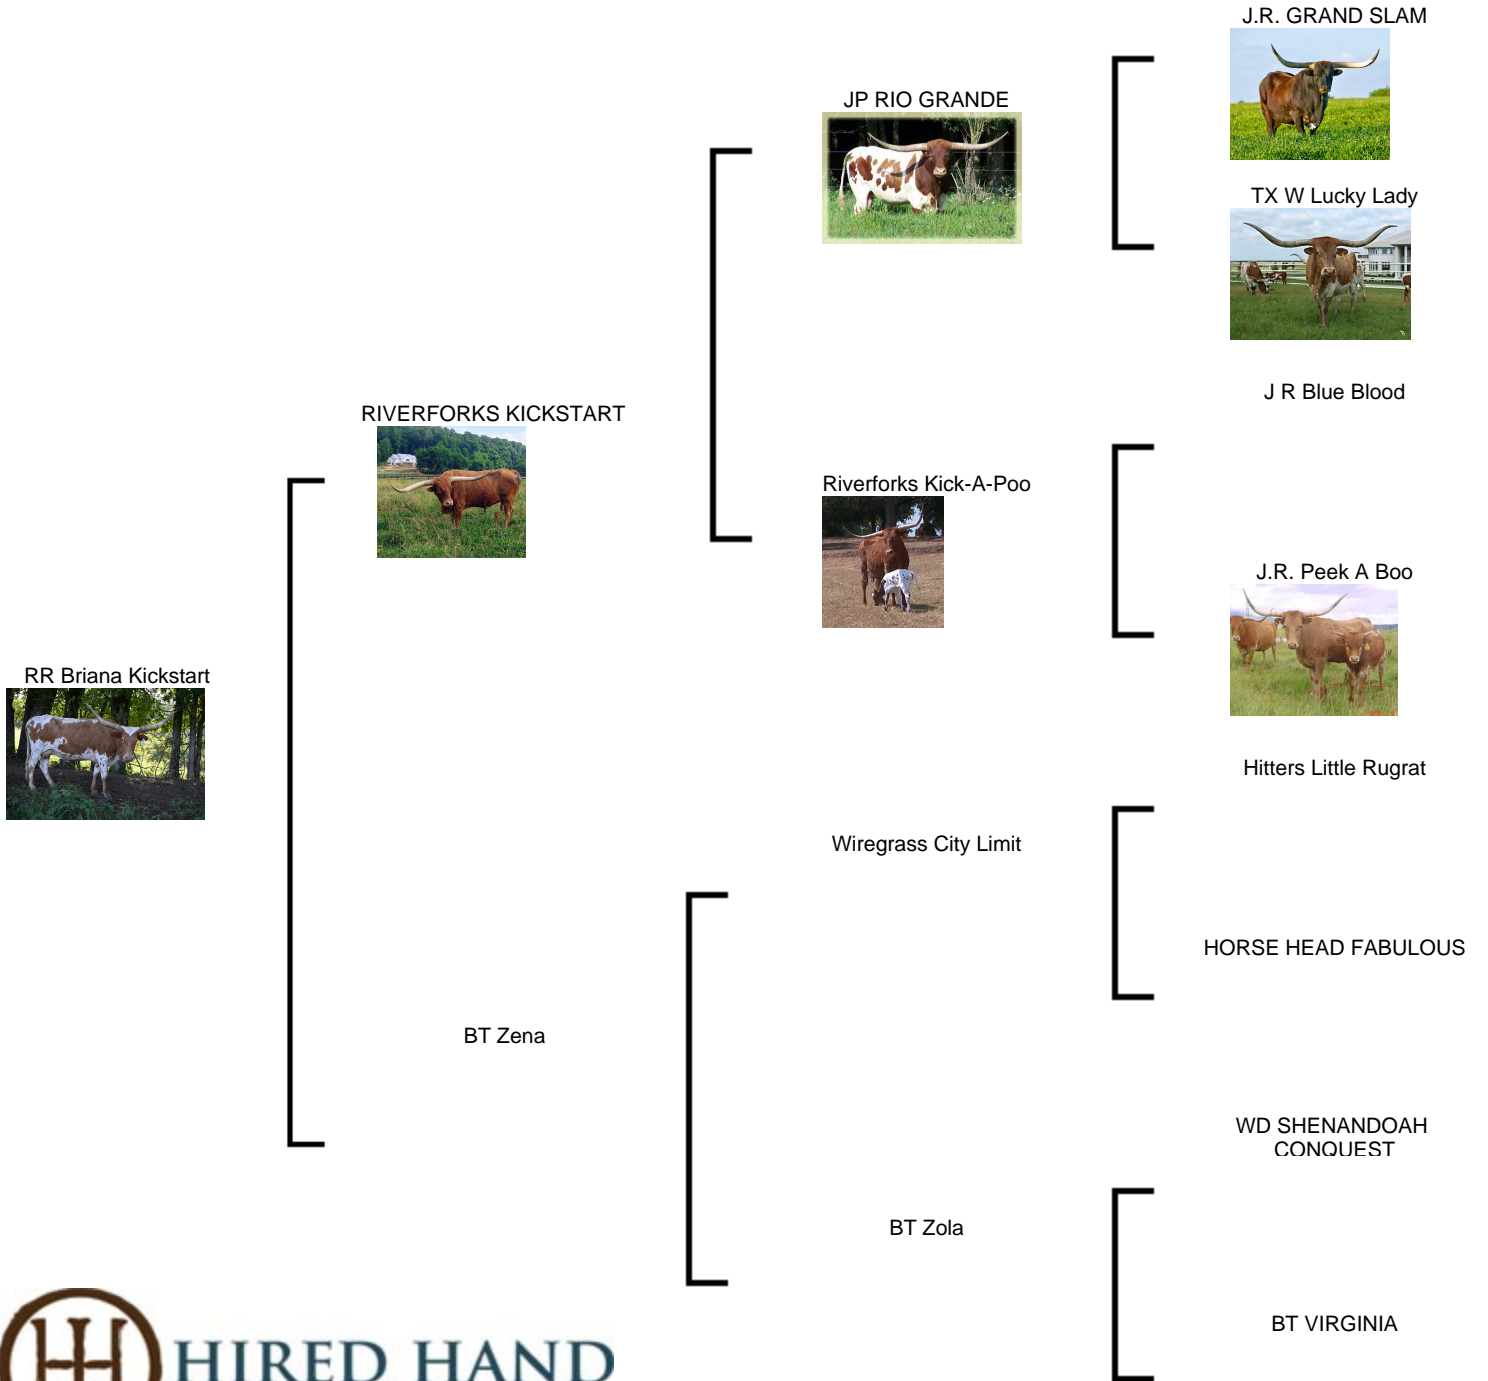 J.R. GRAND SLAM
JP RIO GRANDE
TX W Lucky Lady
J R Blue Blood
RIVERFORKS KICKSTART
Riverforks Kick-A-Poo
J.R. Peek A Boo
RR Briana Kickstart
Hitters Little Rugrat
Wiregrass City Limit
HORSE HEAD FABULOUS
BT Zena
WD SHENANDOAH
CONQUEST
BT Zola
BT VIRGINIA
HIRED HAND